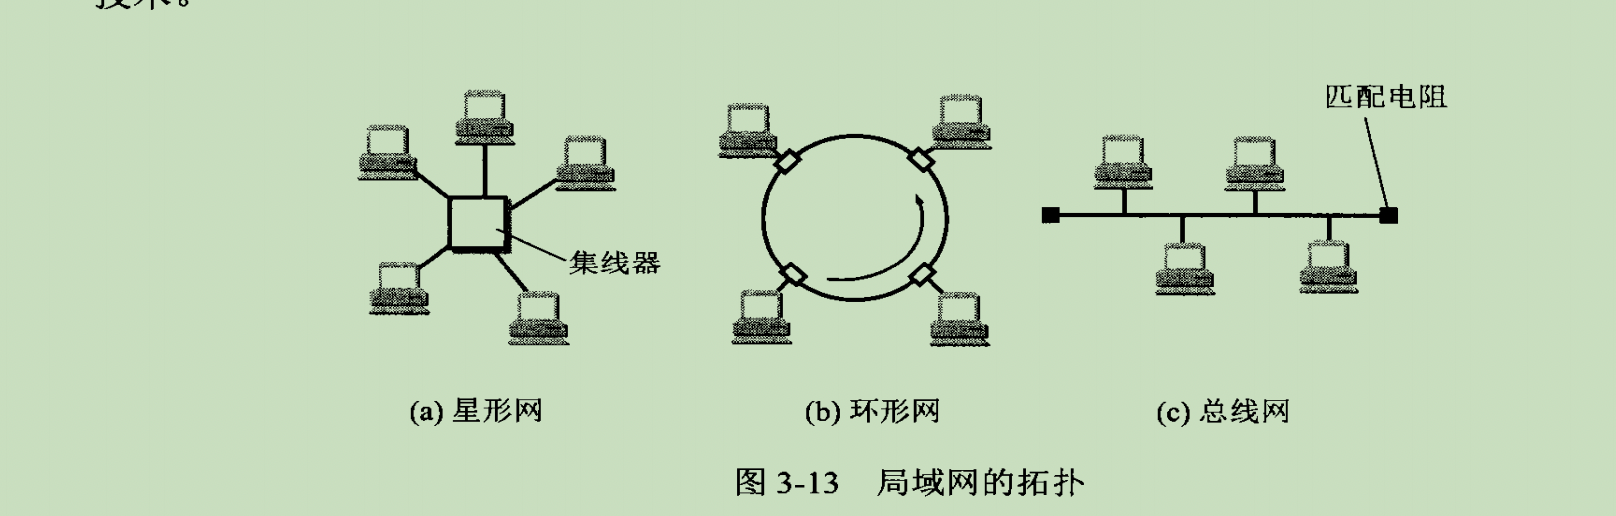 技术。
匹配电阻
集线器
(a) 星形网
(b) 环形网
(c) 总线网
图 3-13 局域网的拓扑